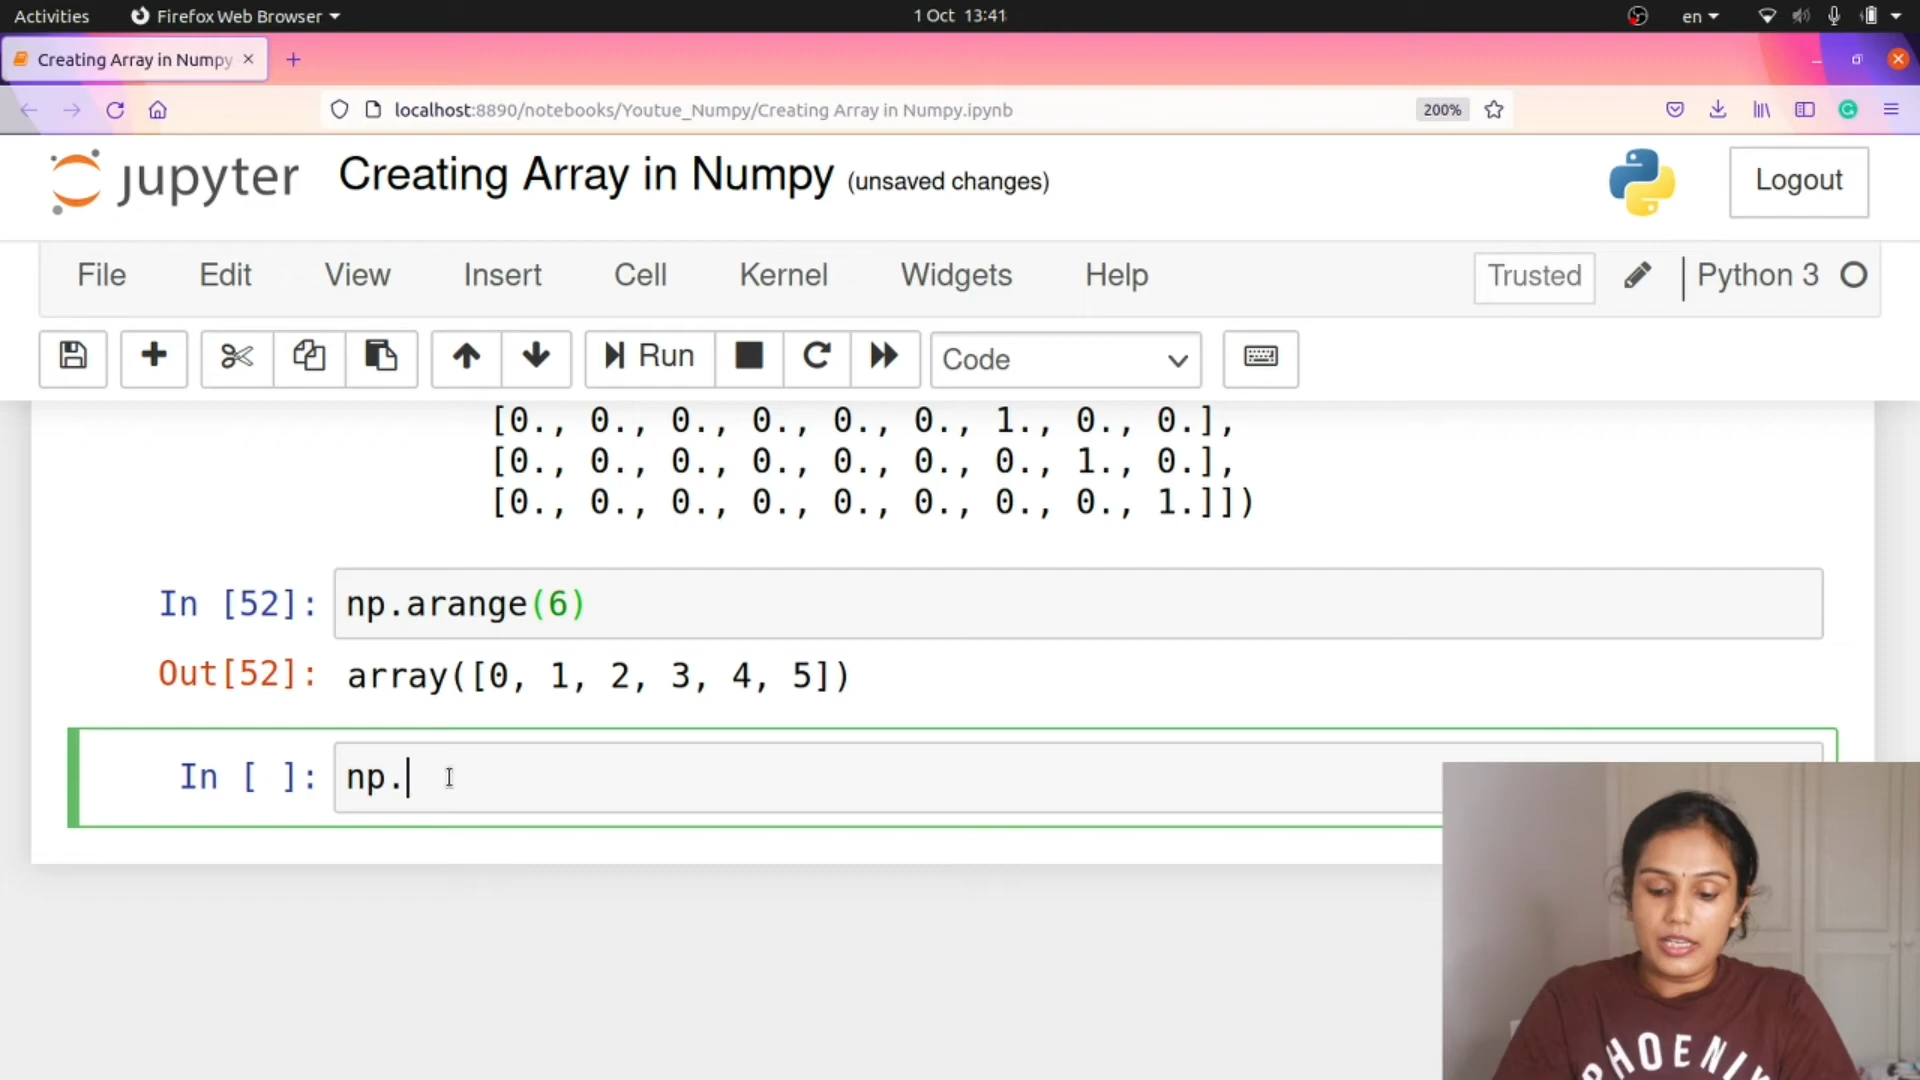 Activities Firefox Web Browser 1 Oct 13:41 en
Creating Array in Numpy
localhost:8890/notebooks/Youtue_Numpy/Creating Array in Numpy.ipynb 200%
jupyter Creating Array in Numpy (unsaved changes) Logout
File Edit View Insert Cell Kernel Widgets Help Trusted Python 3
Run Code
[0., 0., 0., 0., 0., 0., 1., 0., 0.],
[0., 0., 0., 0., 0., 0., 0., 1., 0.],
[0., 0., 0., 0., 0., 0., 0., 0., 1.]])
In [52]: np.arange(6)
Out[52]: array([0, 1, 2, 3, 4, 5])
In [ ]: np.
PHOENIX